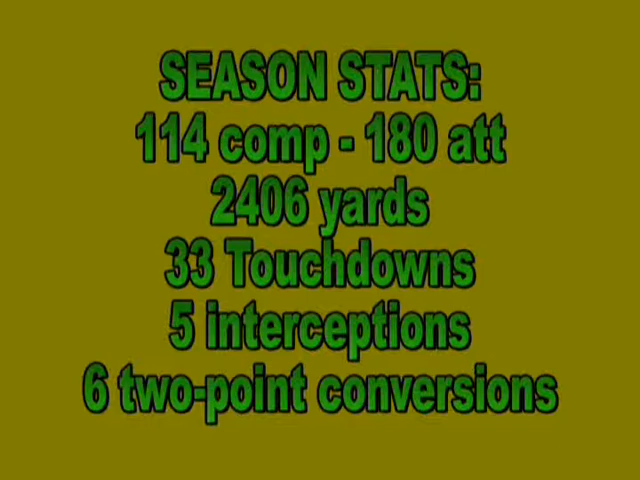 SEASON STATS:
114 comp - 180 att
2406 yards
33 Touchdowns
5 interceptions
6 two-point conversions